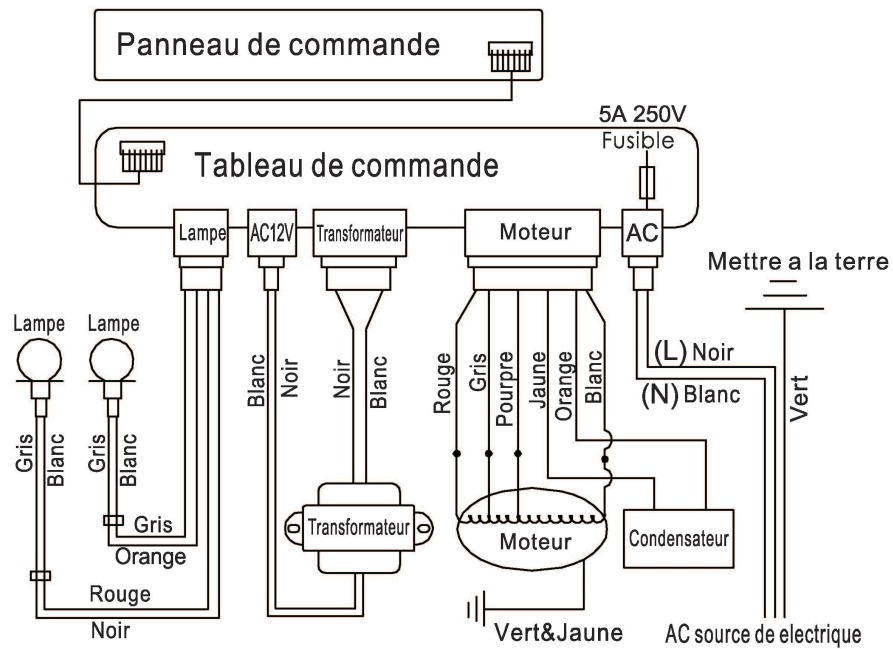 Panneau de commande
5A 250V
Fusible
Tableau de commande
Lampe
AC12V
Transformateur
Moteur
AC
Mettre a la terre
Lampe
Lampe
Blanc
Noir
Noir
Blanc
Rouge
Gris
Pourpre
Jaune
Orange
Blanc
(L) Noir
(N) Blanc
Vert
Gris
Blanc
Gris
Blanc
Gris
Orange
Transformateur
Moteur
Condensateur
Rouge
Noir
Vert&Jaune
AC source de electrique